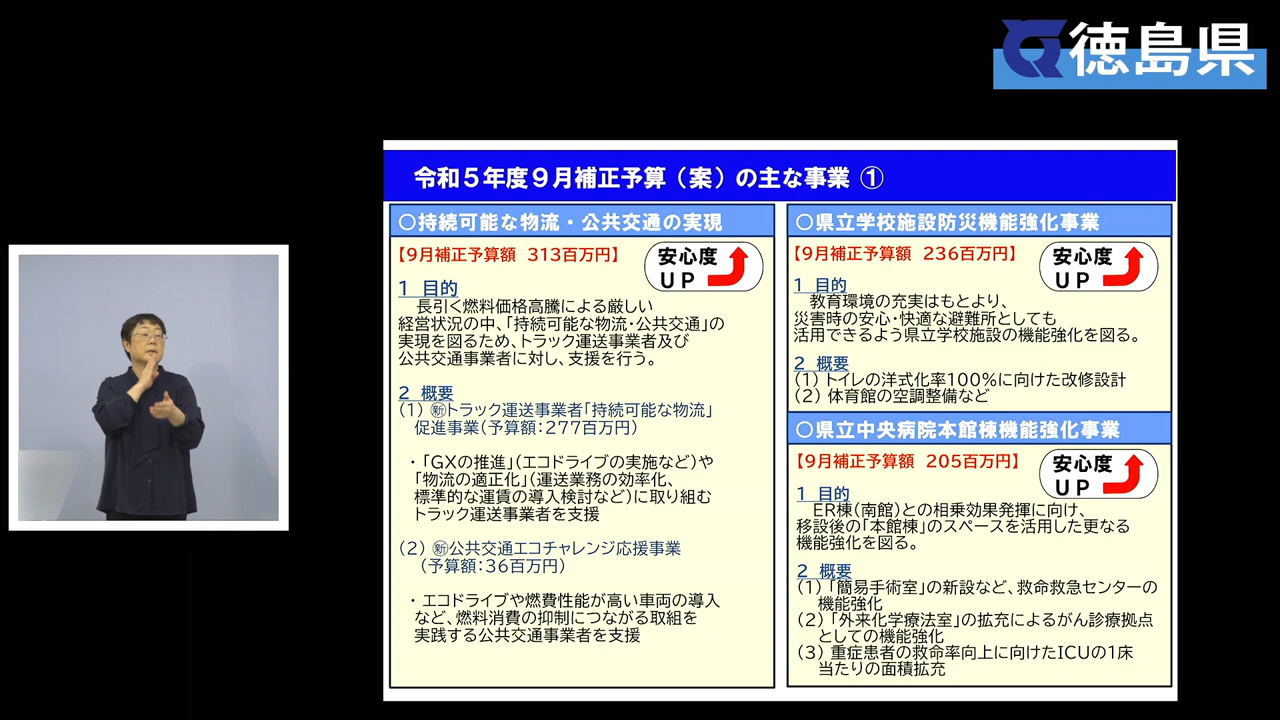 徳島県
令和5年度9月補正予算(案)の主な事業 ①
○持続可能な物流・公共交通の実現
【9月補正予算額 313百万円】
安心度
UP
1 目的
長引く燃料価格高騰による厳しい
経営状況の中、「持続可能な物流・公共交通」の
実現を図るため、トラック運送事業者及び
公共交通事業者に対し、支援を行う。
2 概要
(1) ㊟トラック運送事業者「持続可能な物流」
促進事業(予算額:277百万円)
・「GXの推進」(エコドライブの実施など)や
「物流の適正化」(運送業務の効率化、
標準的な運賃の導入検討など)に取り組む
トラック運送事業者を支援
(2) 新公共交通エコチャレンジ応援事業
(予算額:36百万円)
・ エコドライブや燃費性能が高い車両の導入
など、燃料消費の抑制につながる取組を
実践する公共交通事業者を支援
○県立学校施設防災機能強化事業
【9月補正予算額 236百万円】
安心度
UP
1 目的
教育環境の充実はもとより、
災害時の安心・快適な避難所としても
活用できるよう県立学校施設の機能強化を図る。
2 概要
(1) トイレの洋式化率100%に向けた改修設計
(2) 体育館の空調整備など
○県立中央病院本館棟機能強化事業
【9月補正予算額 205百万円】
安心度
UP
1 目的
ER棟(南館)との相乗効果発揮に向け、
移設後の「本館棟」のスペースを活用した更なる
機能強化を図る。
2 概要
(1) 「簡易手術室」の新設など、救命救急センターの
機能強化
(2) 「外来化学療法室」の拡充によるがん診療拠点
としての機能強化
(3) 重症患者の救命率向上に向けたICUの1床
当たりの面積拡充